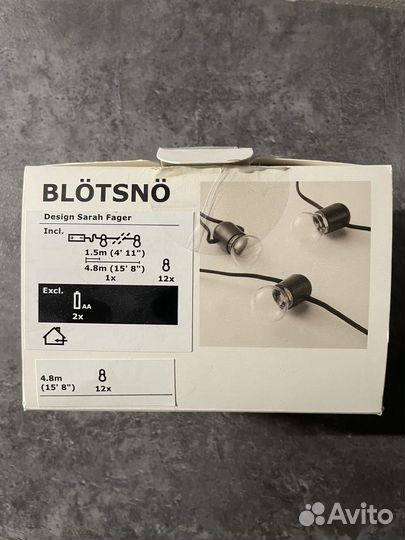 BLÖTSNÖ
Design Sarah Fager
Incl.
1.5m (4' 11")
4.8m (15' 8")
1x 12x
Excl.
AA
2x
4.8m
(15' 8") 12x
Avito